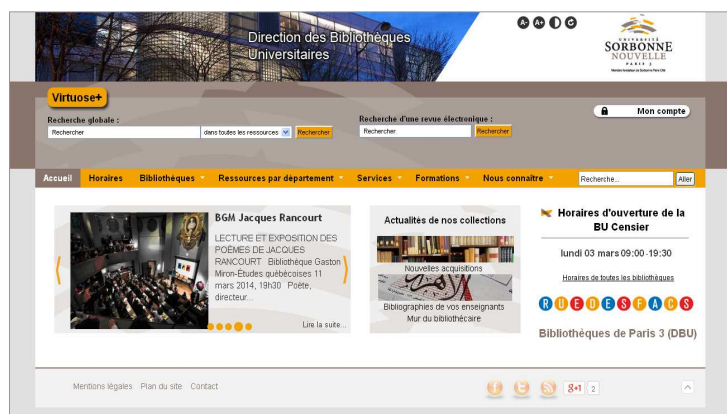 Direction des Bibliothèques
Universitaires
A- A+
UNIVERSITÉ
SORBONNE
NOUVELLE
PARIS 3
Virtuose+
Recherche globale :
Rechercher
dans toutes les ressources
Rechercher
Recherche d'une revue électronique :
Rechercher
Rechercher
Mon compte
Accueil Horaires Bibliothèques Ressources par département Services Formations Nous connaître
Recherche...
Aller
BGM Jacques Rancourt
LECTURE ET EXPOSITION DES
POÈMES DE JACQUES
RANCOURT Bibliothèque Gaston
Miron-Études québécoises 11
mars 2014, 19h30 Poète,
directeur...
Lire la suite...
Actualités de nos collections
Nouvelles acquisitions
Bibliographies de vos enseignants
Mur du bibliothécaire
Horaires d'ouverture de la
BU Censier
lundi 03 mars 09:00-19:30
Horaires de toutes les bibliothèques
RUEDESFACS
Bibliothèques de Paris 3 (DBU)
Mentions légales Plan du site Contact
g+1 2